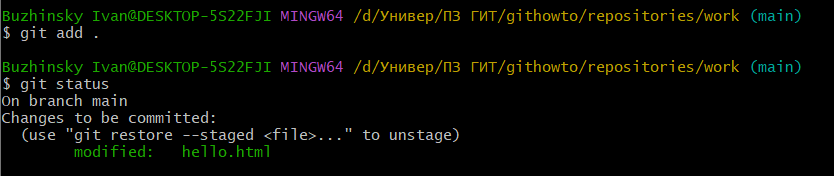 Buzhinsky Ivan@DESKTOP-5S22FJI MINGW64 /d/Универ/ПЗ ГИТ/githowto/repositories/work (main)
$ git add .
Buzhinsky Ivan@DESKTOP-5S22FJI MINGW64 /d/Универ/ПЗ ГИТ/githowto/repositories/work (main)
$ git status
On branch main
Changes to be committed:
  (use "git restore --staged <file>..." to unstage)
        modified:   hello.html